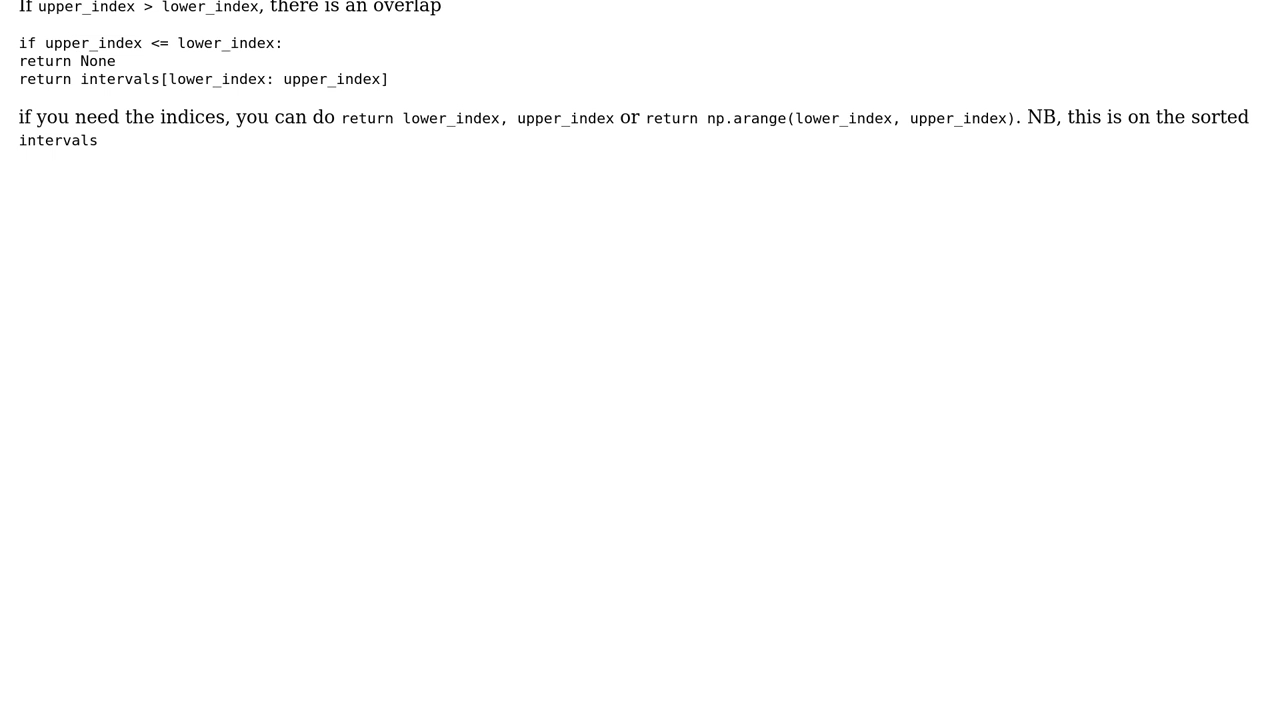 If upper_index > lower_index, there is an overlap
if upper_index <= lower_index:
return None
return intervals[lower_index: upper_index]
if you need the indices, you can do return lower_index, upper_index or return np.arange(lower_index, upper_index). NB, this is on the sorted
intervals